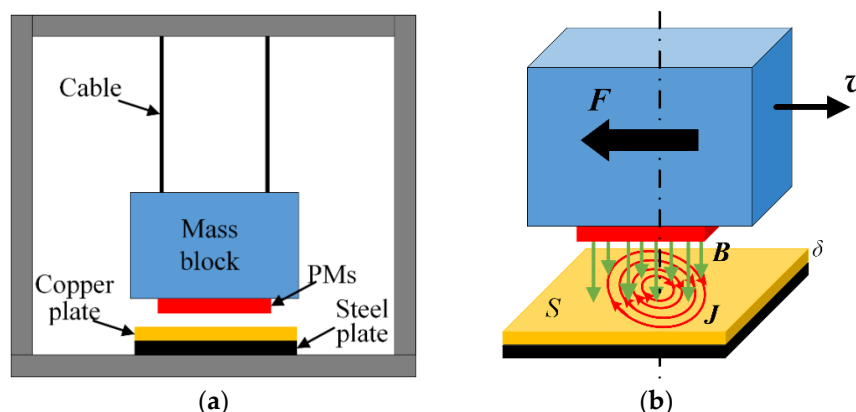 Cable
Mass
block
PMs
Copper
plate
Steel
plate
(a)
F
v
B
δ
S
J
(b)